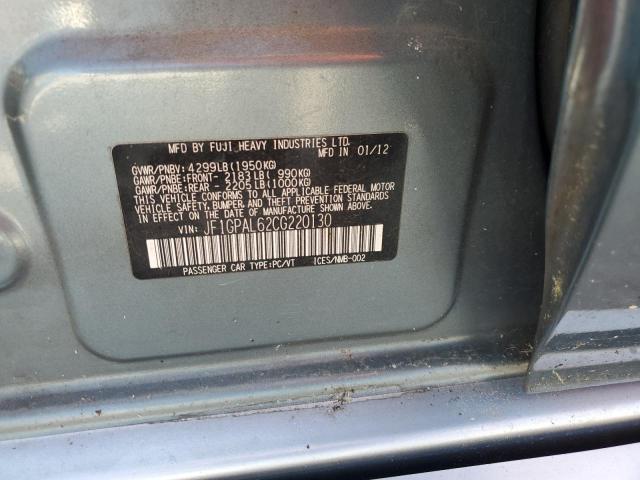 MFD BY FUJI HEAVY INDUSTRIES LTD.
MFD IN 01/12
GVWR/PNBV: 4299LB(1950KG)
GAWR/PNBE:FRONT- 2183LB( 990KG)
GAWR/PNBE:REAR - 2205LB(1000KG)
THIS VEHICLE CONFORMS TO ALL APPLICABLE FEDERAL MOTOR
VEHICLE SAFETY, BUMPER, AND THEFT PREVENTION STANDARDS
IN EFFECT ON THE DATE OF MANUFACTURE SHOWN ABOVE.
VIN: JF1GPAL62CG220130
PASSENGER CAR TYPE:PC/VT ICES/NMB-002